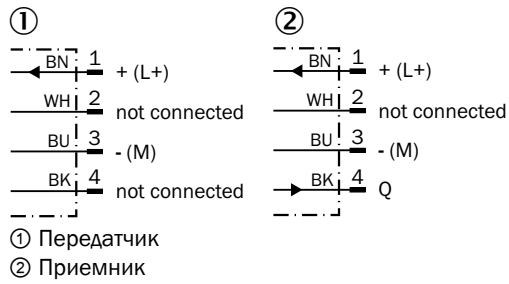 ① ②
BN 1 + (L+) BN 1 + (L+)
WH 2 not connected WH 2 not connected
BU 3 - (M) BU 3 - (M)
BK 4 not connected BK 4 Q
① Передатчик
② Приемник